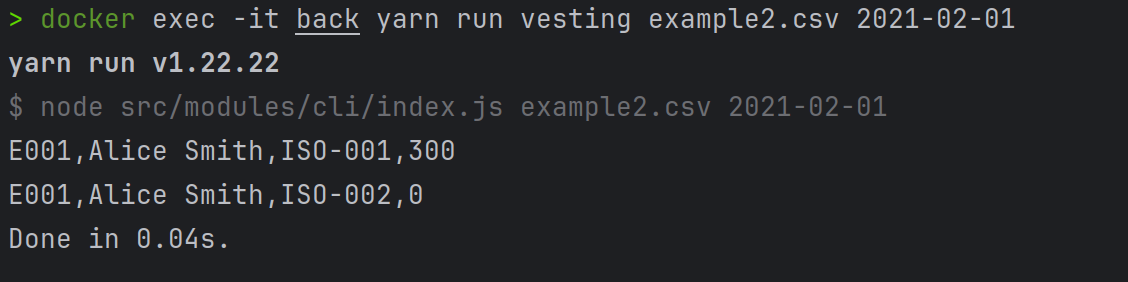 > docker exec -it back yarn run vesting example2.csv 2021-02-01
yarn run v1.22.22
$ node src/modules/cli/index.js example2.csv 2021-02-01
E001,Alice Smith,ISO-001,300
E001,Alice Smith,ISO-002,0
Done in 0.04s.